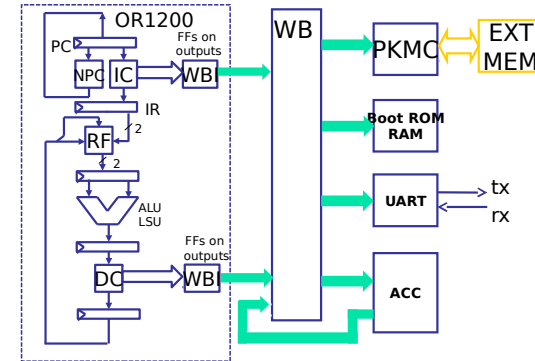 OR1200
PC
FFs on
outputs
NPC
IC
WBI
IR
2
RF
2
ALU
LSU
FFs on
outputs
DC
WBI
WB
PKMC
EXT
MEM
Boot ROM
RAM
UART
tx
rx
ACC